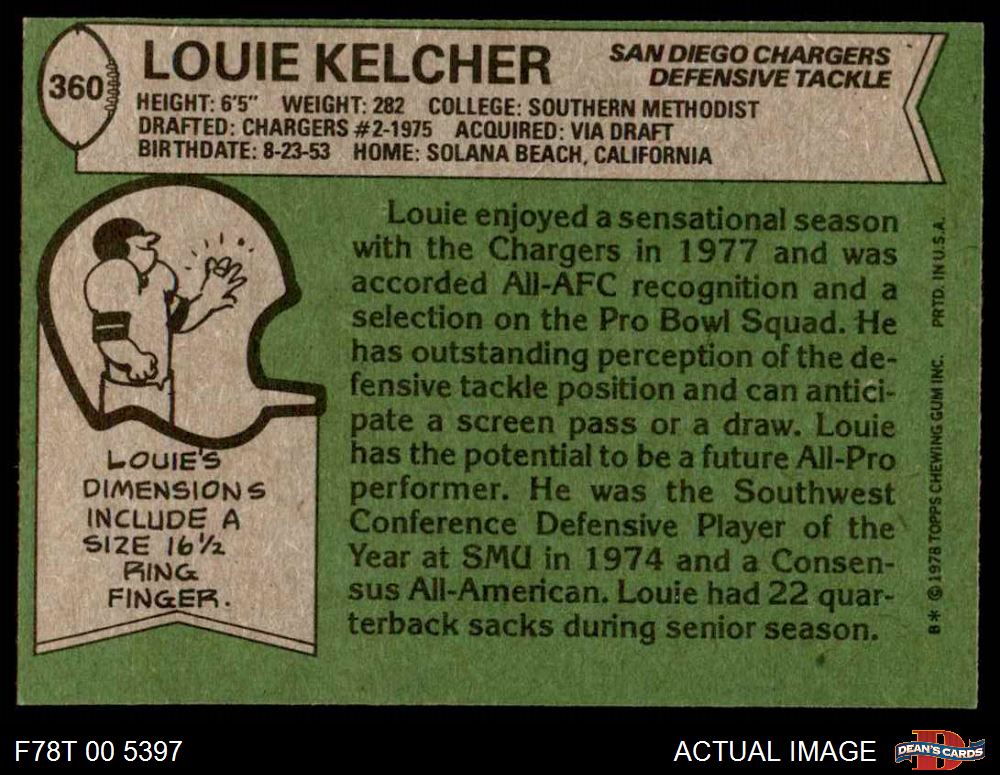 360
LOUIE KELCHER
SAN DIEGO CHARGERS
DEFENSIVE TACKLE
HEIGHT: 6'5" WEIGHT: 282 COLLEGE: SOUTHERN METHODIST
DRAFTED: CHARGERS #2-1975 ACQUIRED: VIA DRAFT
BIRTHDATE: 8-23-53 HOME: SOLANA BEACH, CALIFORNIA
Louie enjoyed a sensational season
with the Chargers in 1977 and was
accorded All-AFC recognition and a
selection on the Pro Bowl Squad. He
has outstanding perception of the de-
fensive tackle position and can antici-
pate a screen pass or a draw. Louie
has the potential to be a future All-Pro
performer. He was the Southwest
Conference Defensive Player of the
Year at SMU in 1974 and a Consen-
sus All-American. Louie had 22 quar-
terback sacks during senior season.
LOUIE'S
DIMENSIONS
INCLUDE A
SIZE 16½
RING
FINGER.
B* © 1978 TOPPS CHEWING GUM INC. PRTD. IN U.S.A.
F78T 00 5397
ACTUAL IMAGE
DEAN'S CARDS